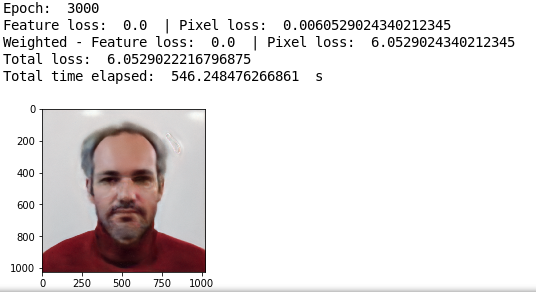 Epoch:  3000
Feature loss:  0.0  | Pixel loss:  0.0060529024340212345
Weighted - Feature loss:  0.0  | Pixel loss:  6.0529024340212345
Total loss:  6.0529022216796875
Total time elapsed:  546.248476266861  s
0
200
400
600
800
1000
0 250 500 750 1000